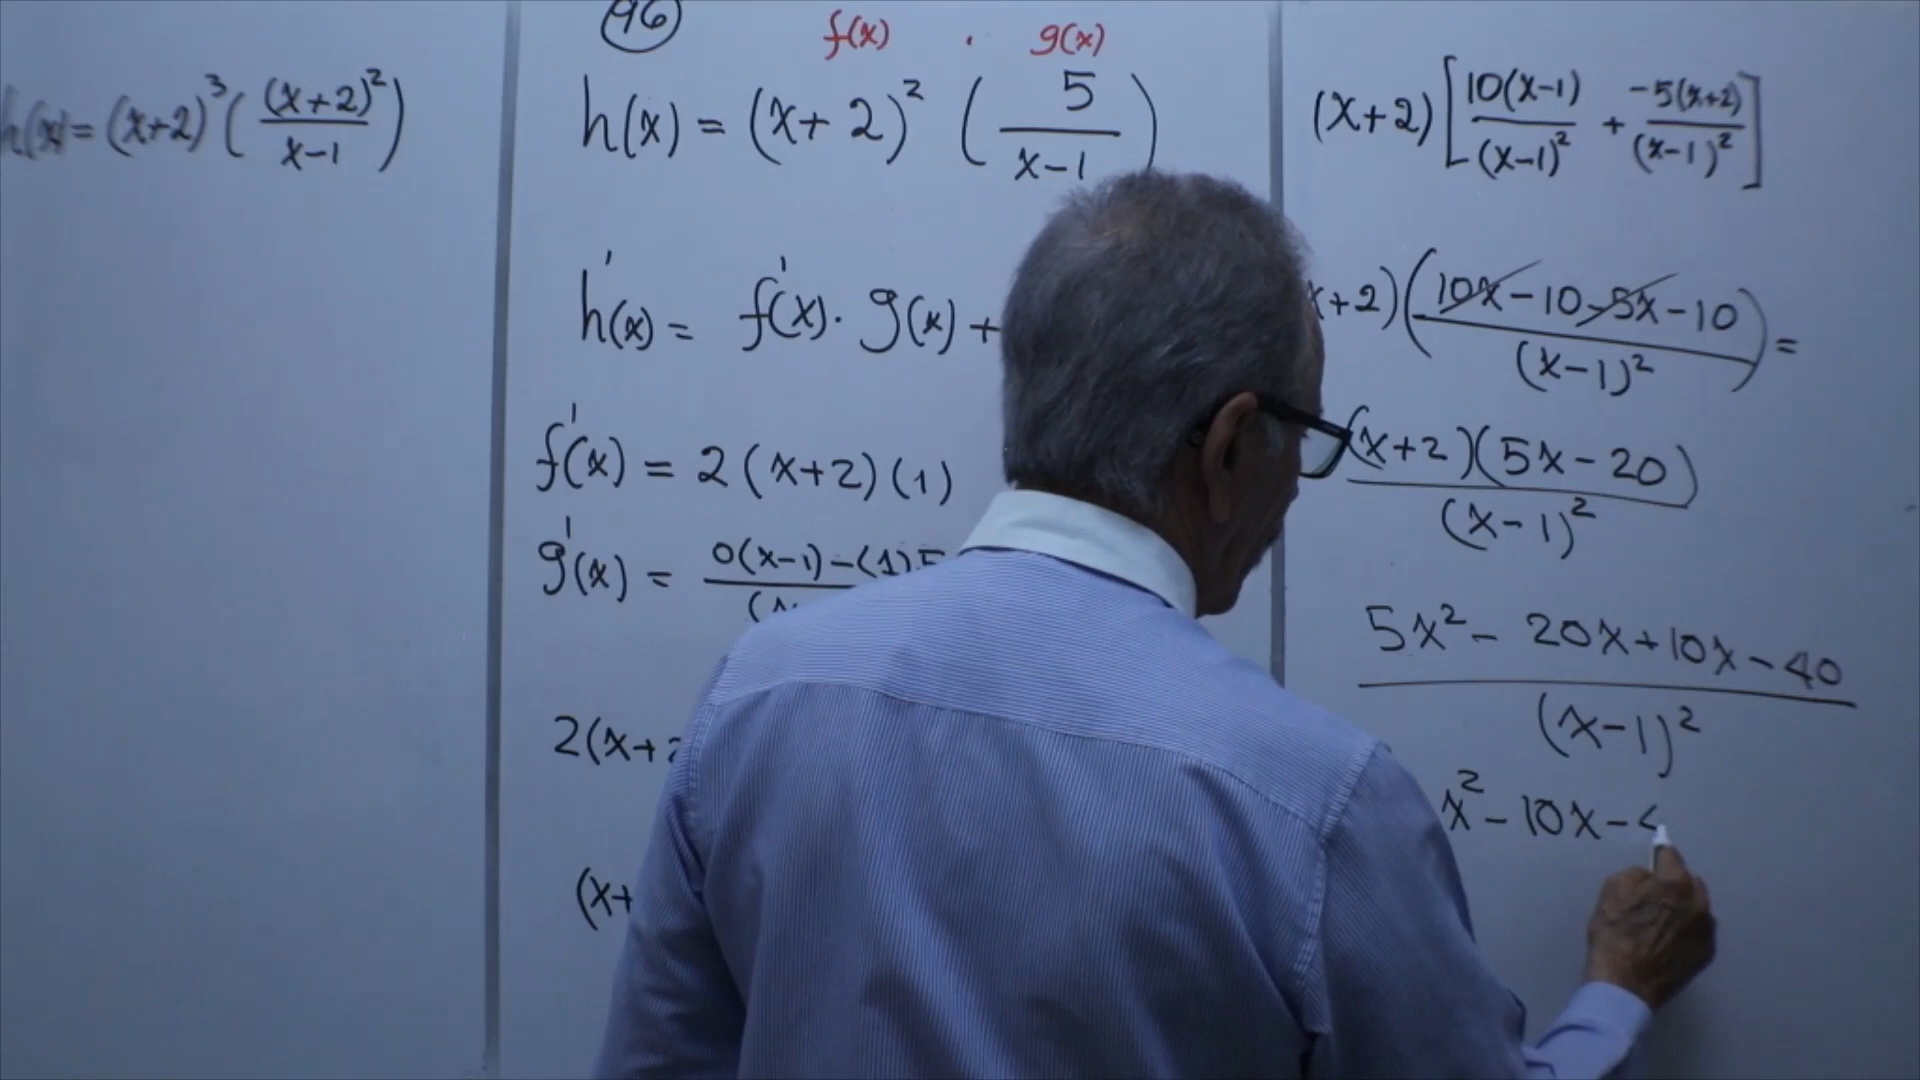 h(x) = (x+2)³ ( (x+2)² / x-1 )
96
f(x) . g(x)
h(x) = (x+2)² ( 5 / x-1 )
h'(x) = f'(x). g(x) +
f'(x) = 2(x+2)(1)
g'(x) = 0(x-1)-(1)5
2(x+2
(x+
(x+2) [ 10(x-1) / (x-1)² + -5(x+2) / (x-1)² ]
x+2) ( 10x-10-5x-10 / (x-1)² ) =
(x+2)(5x-20) / (x-1)²
5x² - 20x+10x-40 / (x-1)²
x² - 10x -